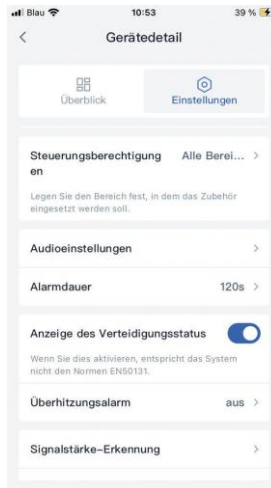 Blau 10:53 39 %
Gerätedetail
Überblick Einstellungen
Steuerungsberechtigung Alle Berei... >
en
Legen Sie den Bereich fest, in dem das Zubehör
eingesetzt werden soll.
Audioeinstellungen >
Alarmdauer 120s >
Anzeige des Verteidigungsstatus
Wenn Sie dies aktivieren, entspricht das System
nicht den Normen EN50131.
Überhitzungsalarm aus >
Signalstärke-Erkennung >